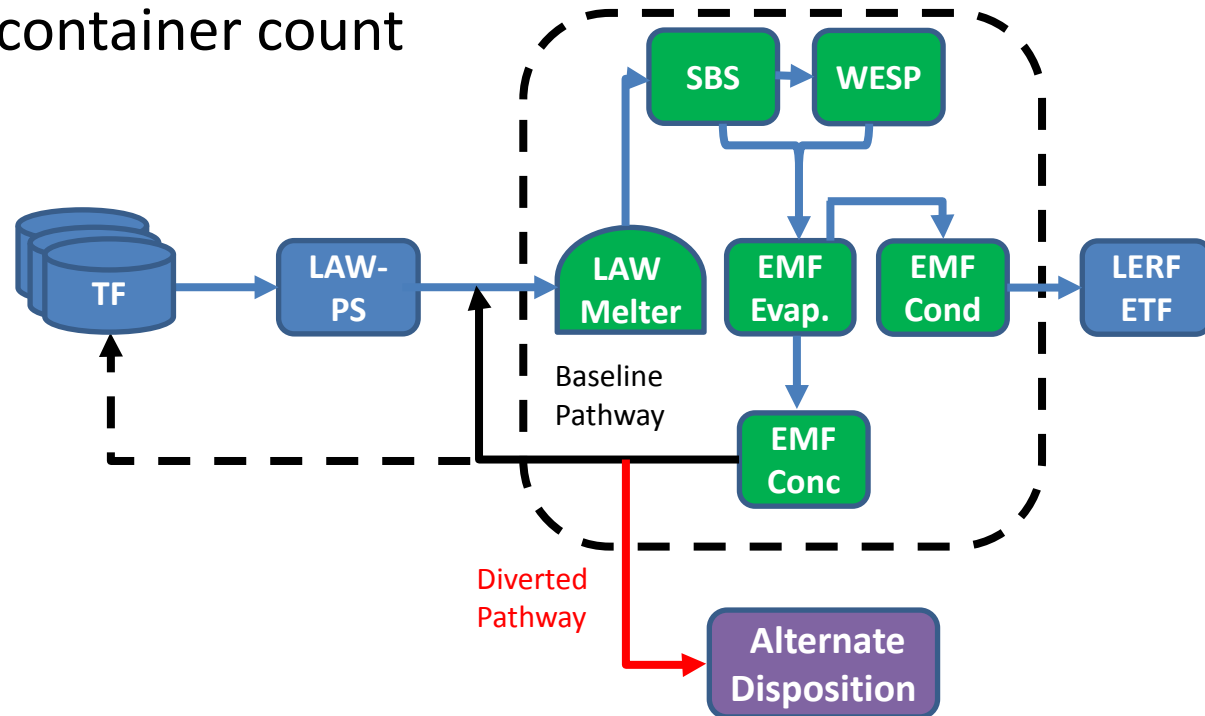 container count
SBS
WESP
TF
LAW-
PS
LAW
Melter
EMF
Evap.
EMF
Cond
LERF
ETF
Baseline
Pathway
EMF
Conc
Diverted
Pathway
Alternate
Disposition